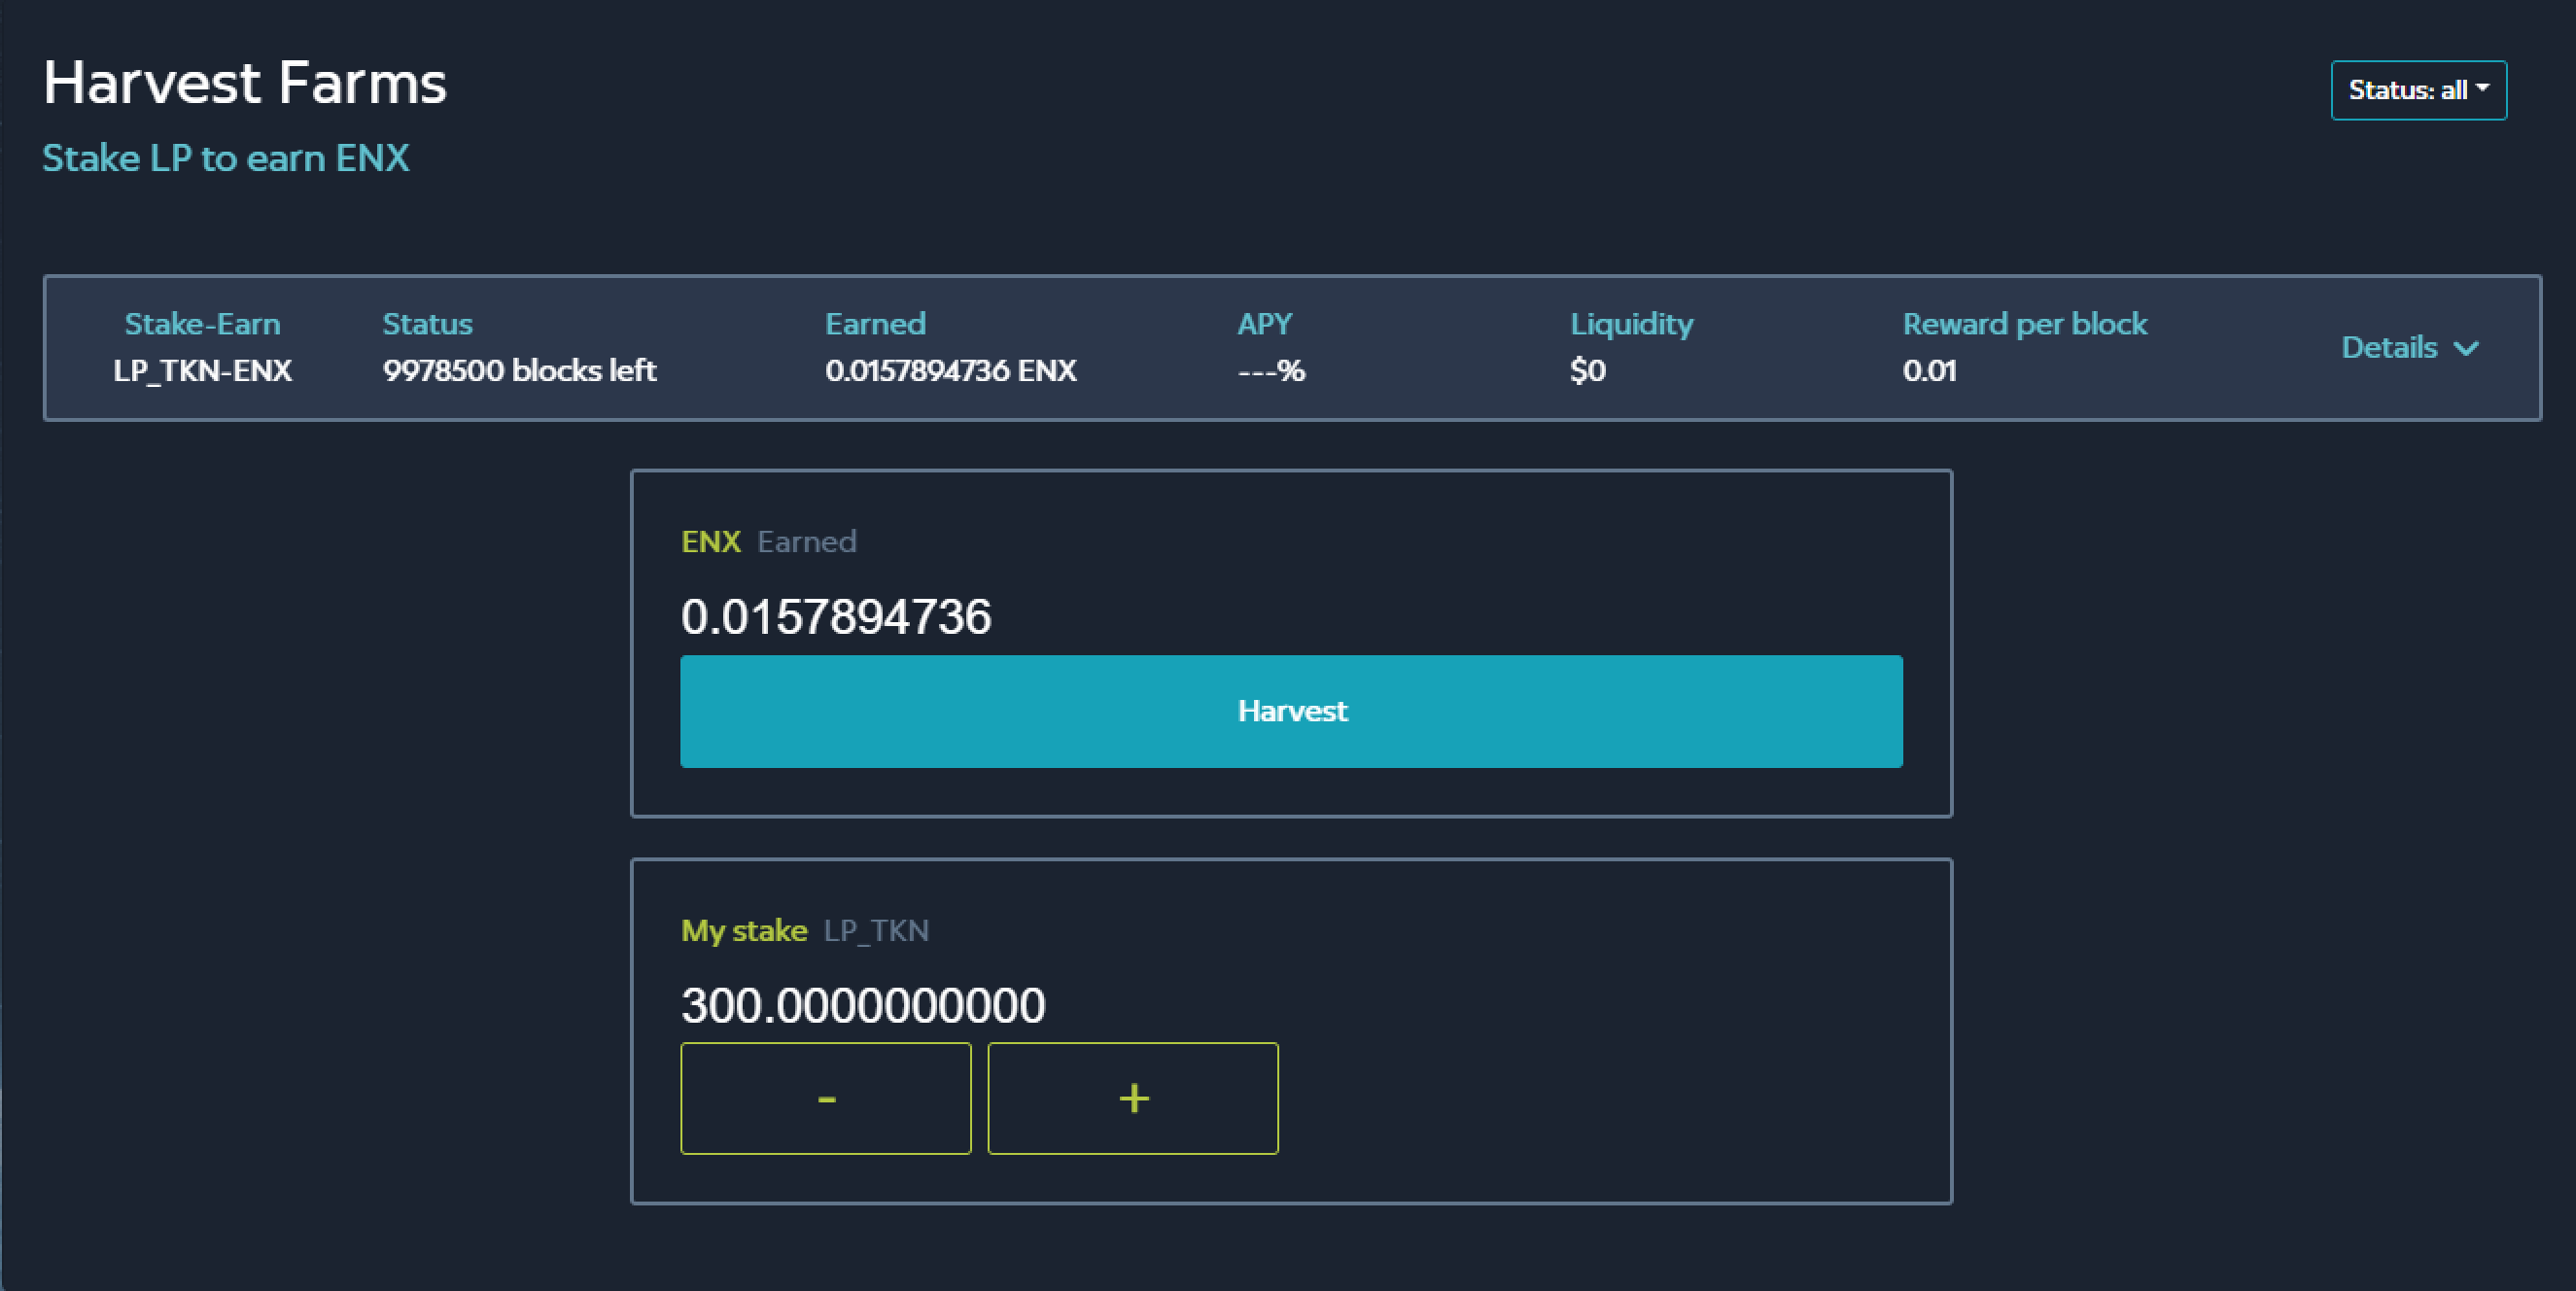 Harvest Farms
Status: all
Stake LP to earn ENX
Stake-Earn Status Earned APY Liquidity Reward per block
LP_TKN-ENX 9978500 blocks left 0.0157894736 ENX ---% $0 0.01
Details
ENX Earned
0.0157894736
Harvest
My stake LP_TKN
300.0000000000
- +